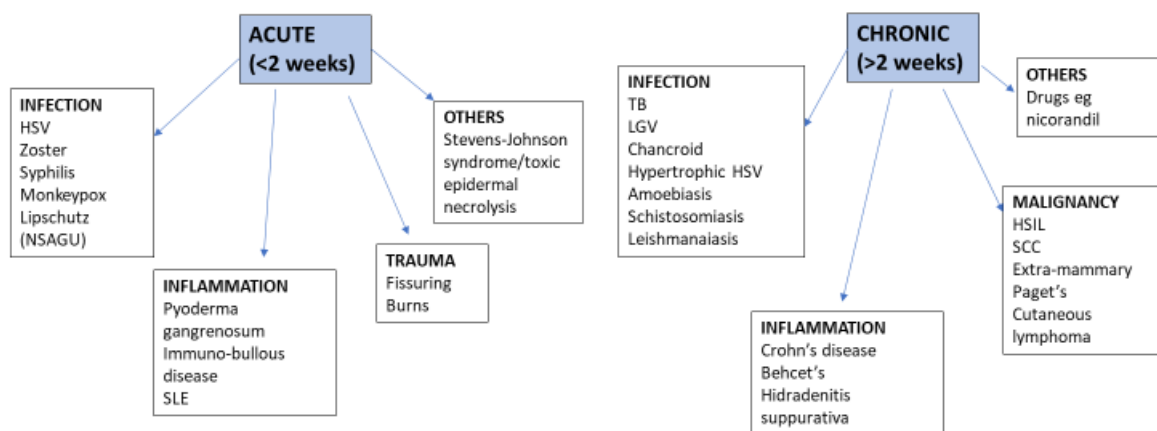 ACUTE
(<2 weeks)
INFECTION
HSV
Zoster
Syphilis
Monkeypox
Lipschutz
(NSAGU)
INFLAMMATION
Pyoderma
gangrenosum
Immuno-bullous
disease
SLE
TRAUMA
Fissuring
Burns
OTHERS
Stevens-Johnson
syndrome/toxic
epidermal
necrolysis
CHRONIC
(>2 weeks)
INFECTION
TB
LGV
Chancroid
Hypertrophic HSV
Amoebiasis
Schistosomiasis
Leishmanaiasis
INFLAMMATION
Crohn's disease
Behcet's
Hidradenitis
suppurativa
MALIGNANCY
HSIL
SCC
Extra-mammary
Paget's
Cutaneous
lymphoma
OTHERS
Drugs eg
nicorandil